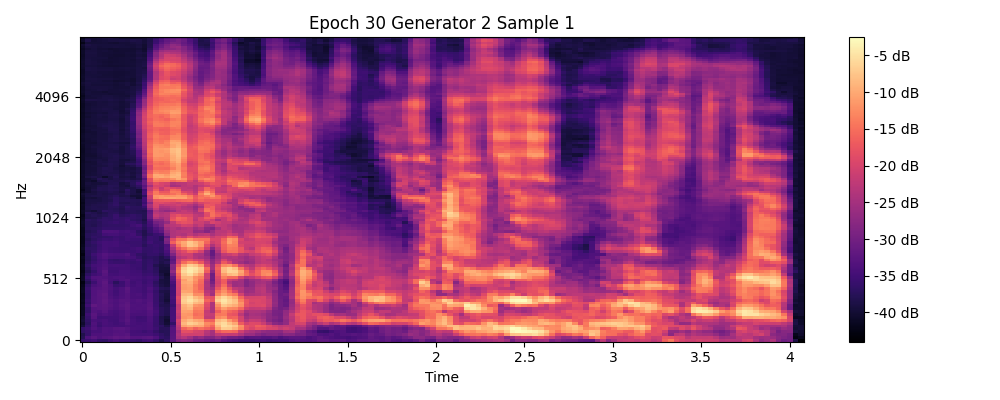 Epoch 30 Generator 2 Sample 1
Hz
4096
2048
1024
512
0
0 0.5 1 1.5 2 2.5 3 3.5 4
Time
-5 dB
-10 dB
-15 dB
-20 dB
-25 dB
-30 dB
-35 dB
-40 dB